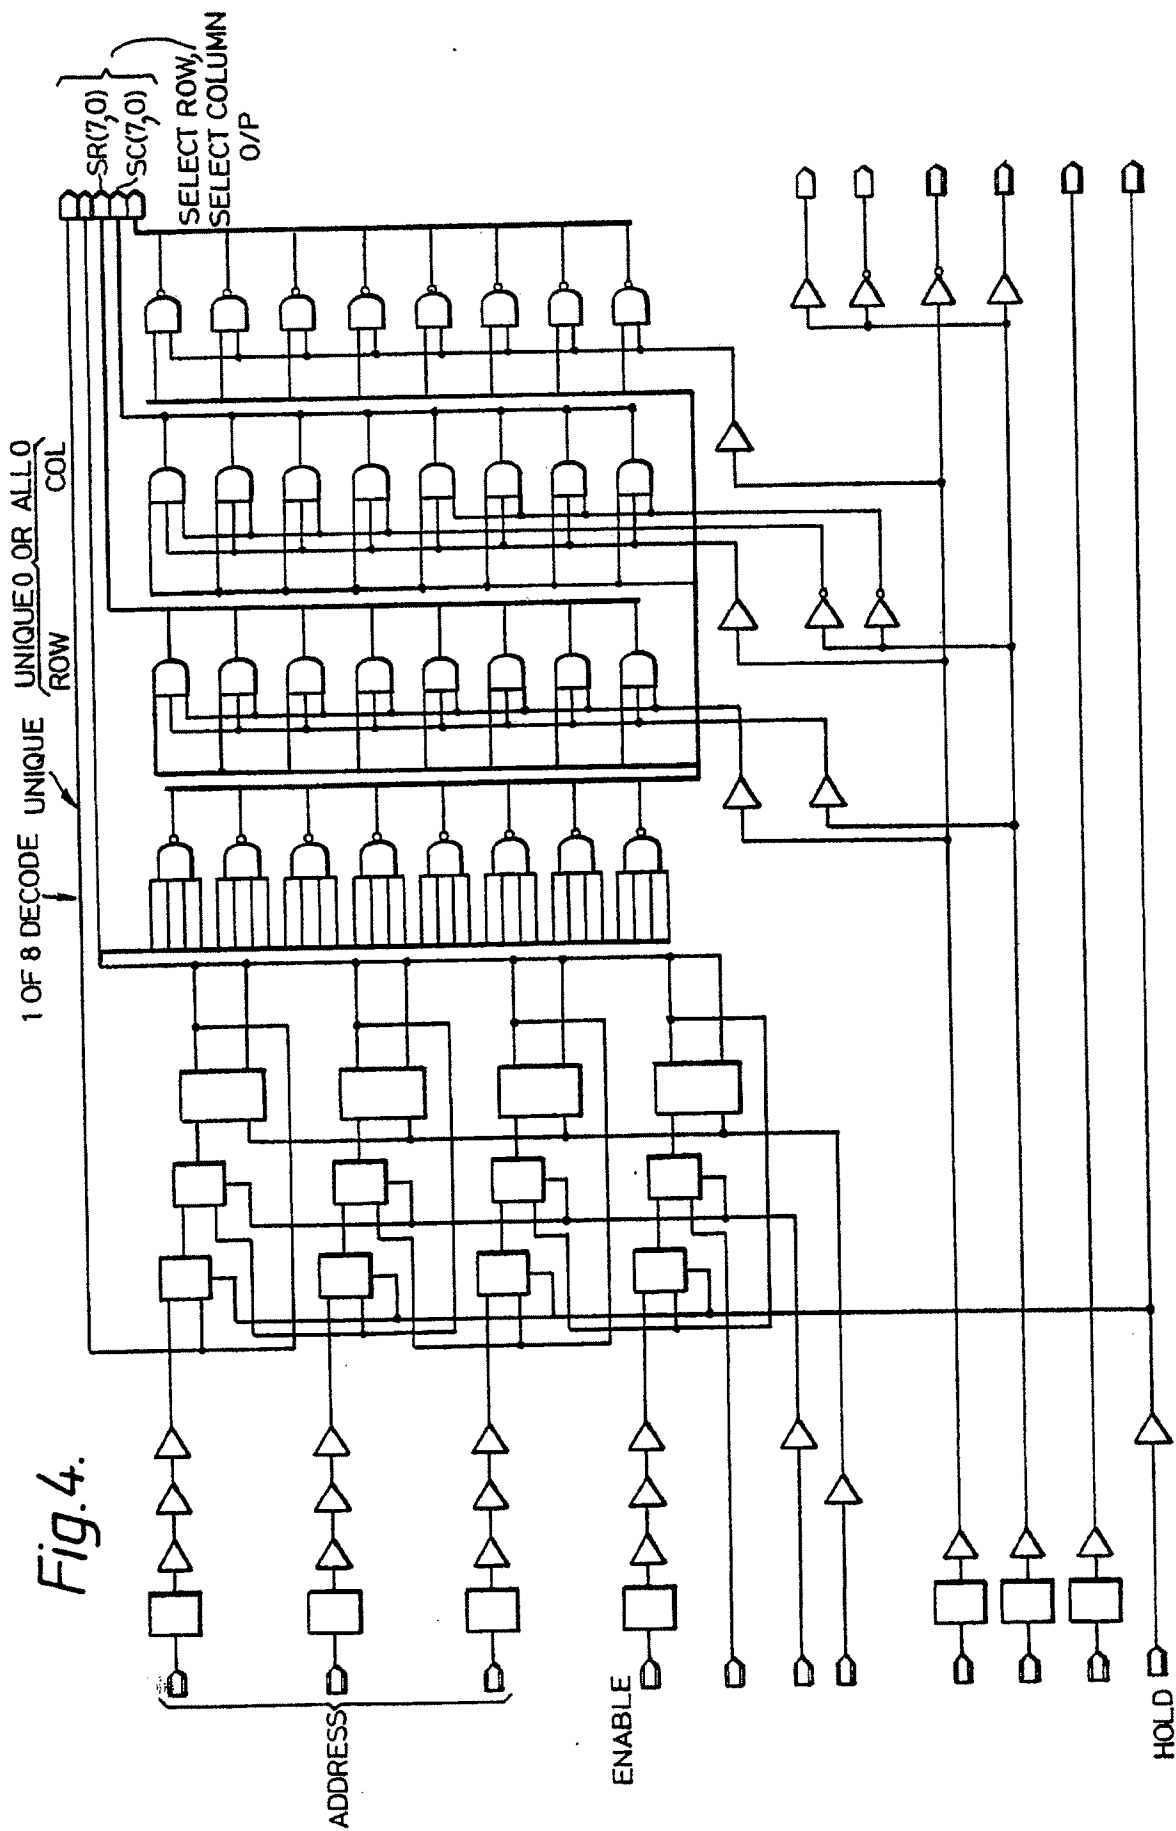 Fig.4.
1 OF 8 DECODE
UNIQUE
UNIQUE 0 OR ALL 0
ROW
COL
SR(7,0)
SC(7,0)
SELECT ROW,
SELECT COLUMN
O/P
ADDRESS
ENABLE
HOLD